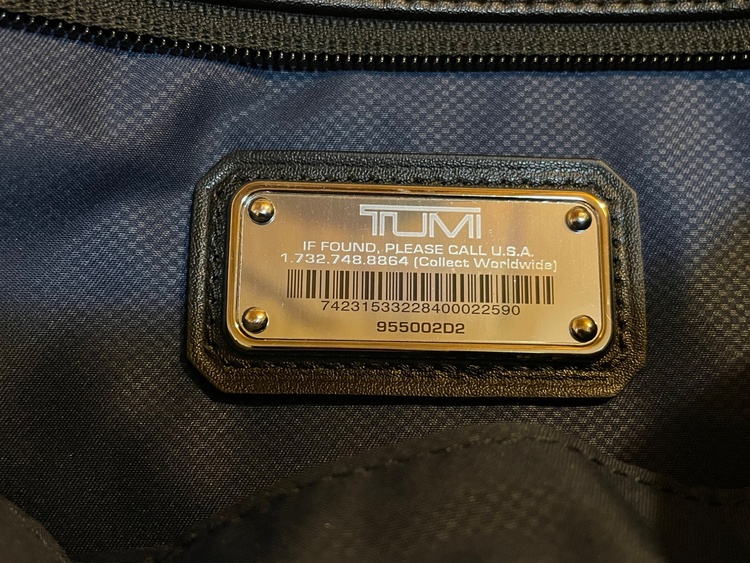 TUMI
IF FOUND, PLEASE CALL U.S.A.
1.732.748.8864 (Collect Worldwide)
74231533228400022590
955002D2